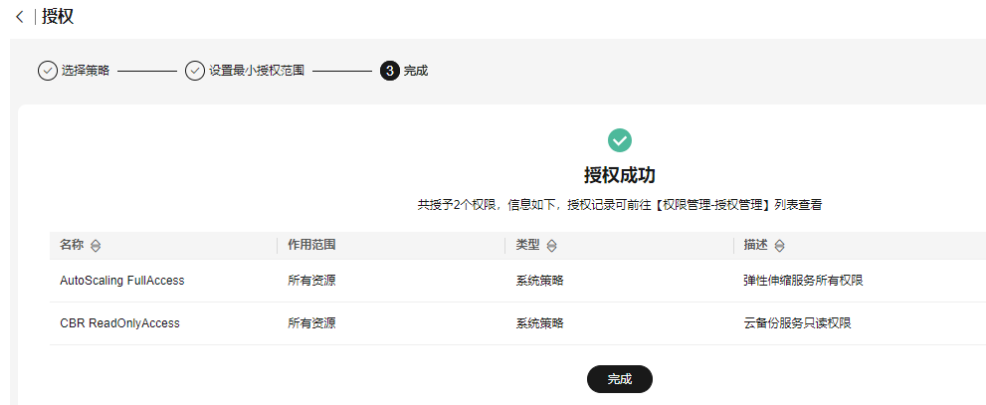 < | 授权
选择策略 设置最小授权范围 3 完成
授权成功
共授予2个权限，信息如下，授权记录可前往【权限管理-授权管理】列表查看
名称 作用范围 类型 描述
AutoScaling FullAccess 所有资源 系统策略 弹性伸缩服务所有权限
CBR ReadOnlyAccess 所有资源 系统策略 云备份服务只读权限
完成